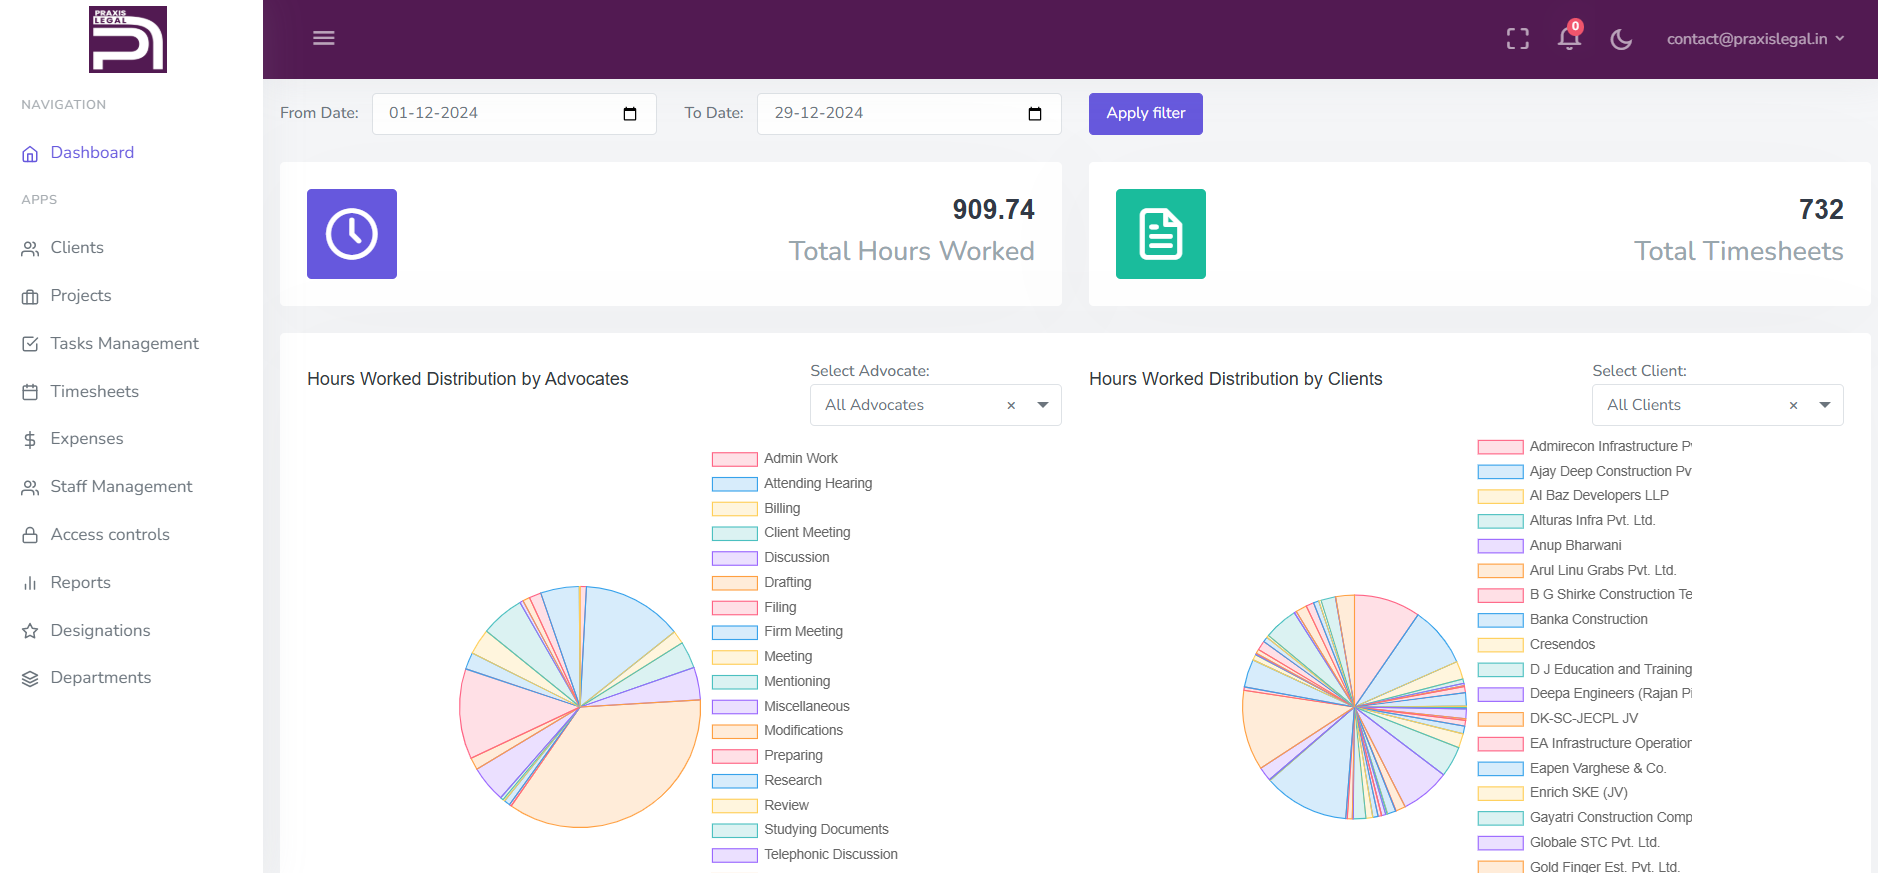 PRAXIS
LEGAL
0
contact@praxislegal.in
NAVIGATION
Dashboard
APPS
Clients
Projects
Tasks Management
Timesheets
Expenses
Staff Management
Access controls
Reports
Designations
Departments
From Date:
01-12-2024
To Date:
29-12-2024
Apply filter
909.74
Total Hours Worked
732
Total Timesheets
Hours Worked Distribution by Advocates
Select Advocate:
All Advocates
×
Admin Work
Attending Hearing
Billing
Client Meeting
Discussion
Drafting
Filing
Firm Meeting
Meeting
Mentioning
Miscellaneous
Modifications
Preparing
Research
Review
Studying Documents
Telephonic Discussion
Hours Worked Distribution by Clients
Select Client:
All Clients
×
Admirecon Infrastructure P
Ajay Deep Construction Pv
Al Baz Developers LLP
Alturas Infra Pvt. Ltd.
Anup Bharwani
Arul Linu Grabs Pvt. Ltd.
B G Shirke Construction Te
Banka Construction
Cresendos
D J Education and Training
Deepa Engineers (Rajan Pi
DK-SC-JECPL JV
EA Infrastructure Operation
Eapen Varghese & Co.
Enrich SKE (JV)
Gayatri Construction Comp
Globale STC Pvt. Ltd.
Gold Finger Est. Pvt. Ltd.